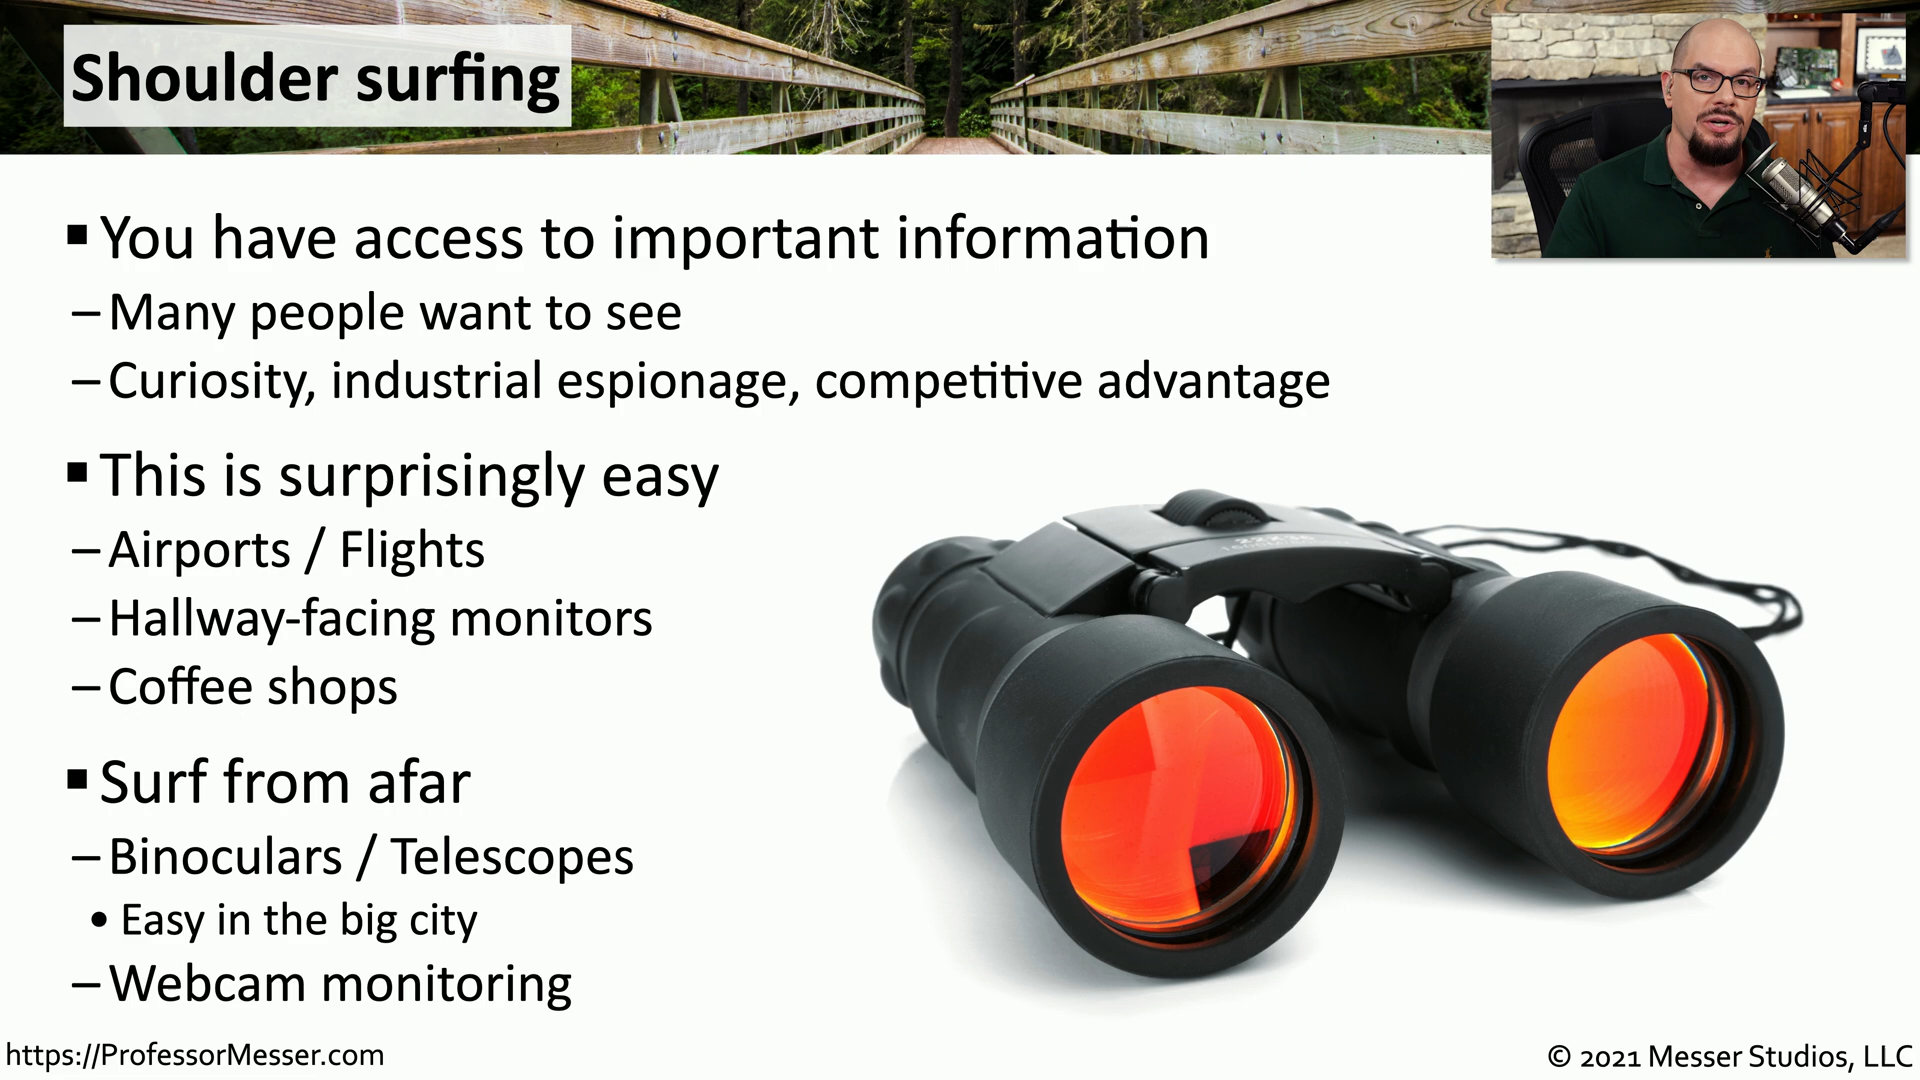 Shoulder surfing
▪ You have access to important information
– Many people want to see
– Curiosity, industrial espionage, competitive advantage
▪ This is surprisingly easy
– Airports / Flights
– Hallway-facing monitors
– Coffee shops
▪ Surf from afar
– Binoculars / Telescopes
• Easy in the big city
– Webcam monitoring
https://ProfessorMesser.com
© 2021 Messer Studios, LLC